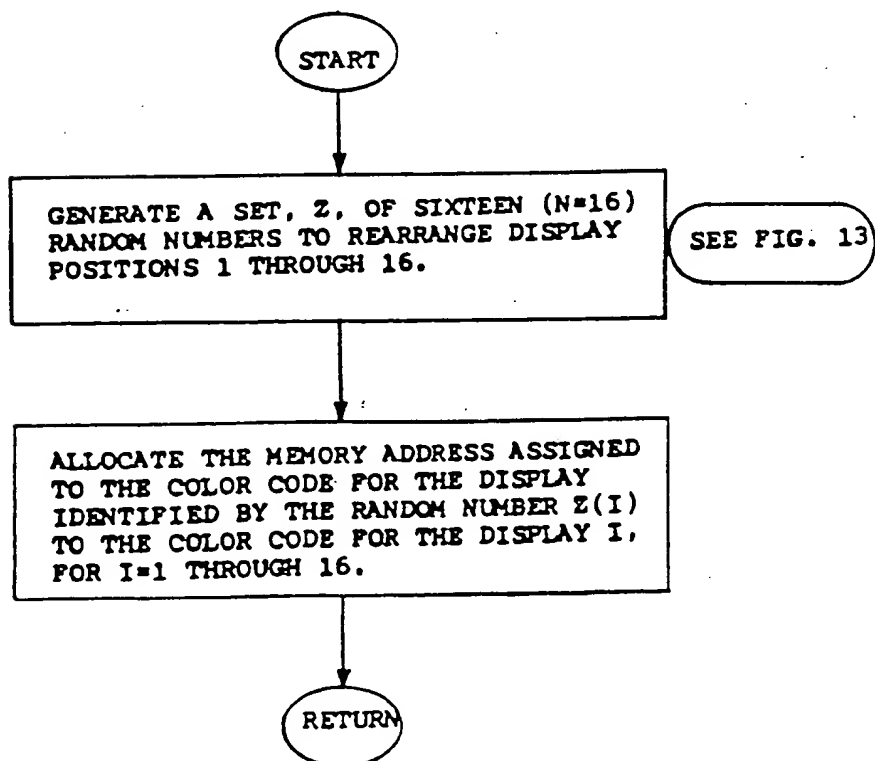 START
GENERATE A SET, Z, OF SIXTEEN (N=16)
RANDOM NUMBERS TO REARRANGE DISPLAY
POSITIONS 1 THROUGH 16.
SEE FIG. 13
ALLOCATE THE MEMORY ADDRESS ASSIGNED
TO THE COLOR CODE FOR THE DISPLAY
IDENTIFIED BY THE RANDOM NUMBER Z(I)
TO THE COLOR CODE FOR THE DISPLAY I,
FOR I=1 THROUGH 16.
RETURN